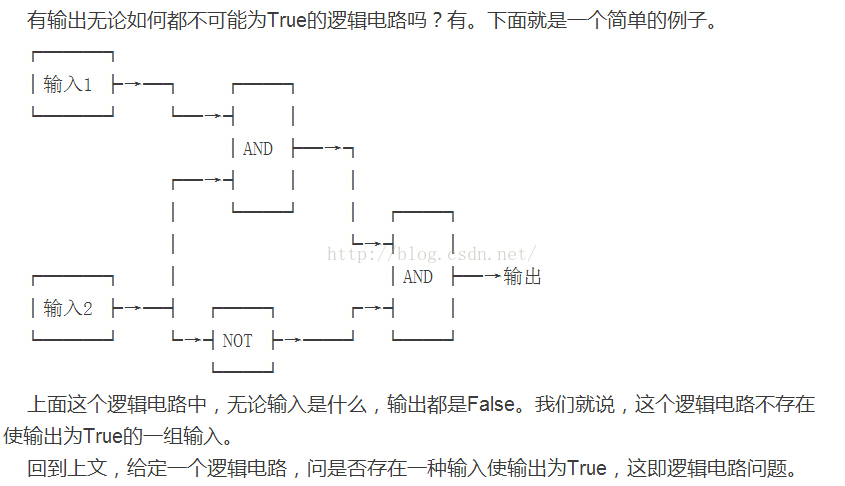 有输出无论如何都不可能为True的逻辑电路吗？有。下面就是一个简单的例子。
输入1
AND
http://blog.csdn.net/
AND
输出
输入2
NOT
上面这个逻辑电路中，无论输入是什么，输出都是False。我们就说，这个逻辑电路不存在
使输出为True的一组输入。
回到上文，给定一个逻辑电路，问是否存在一种输入使输出为True，这即逻辑电路问题。